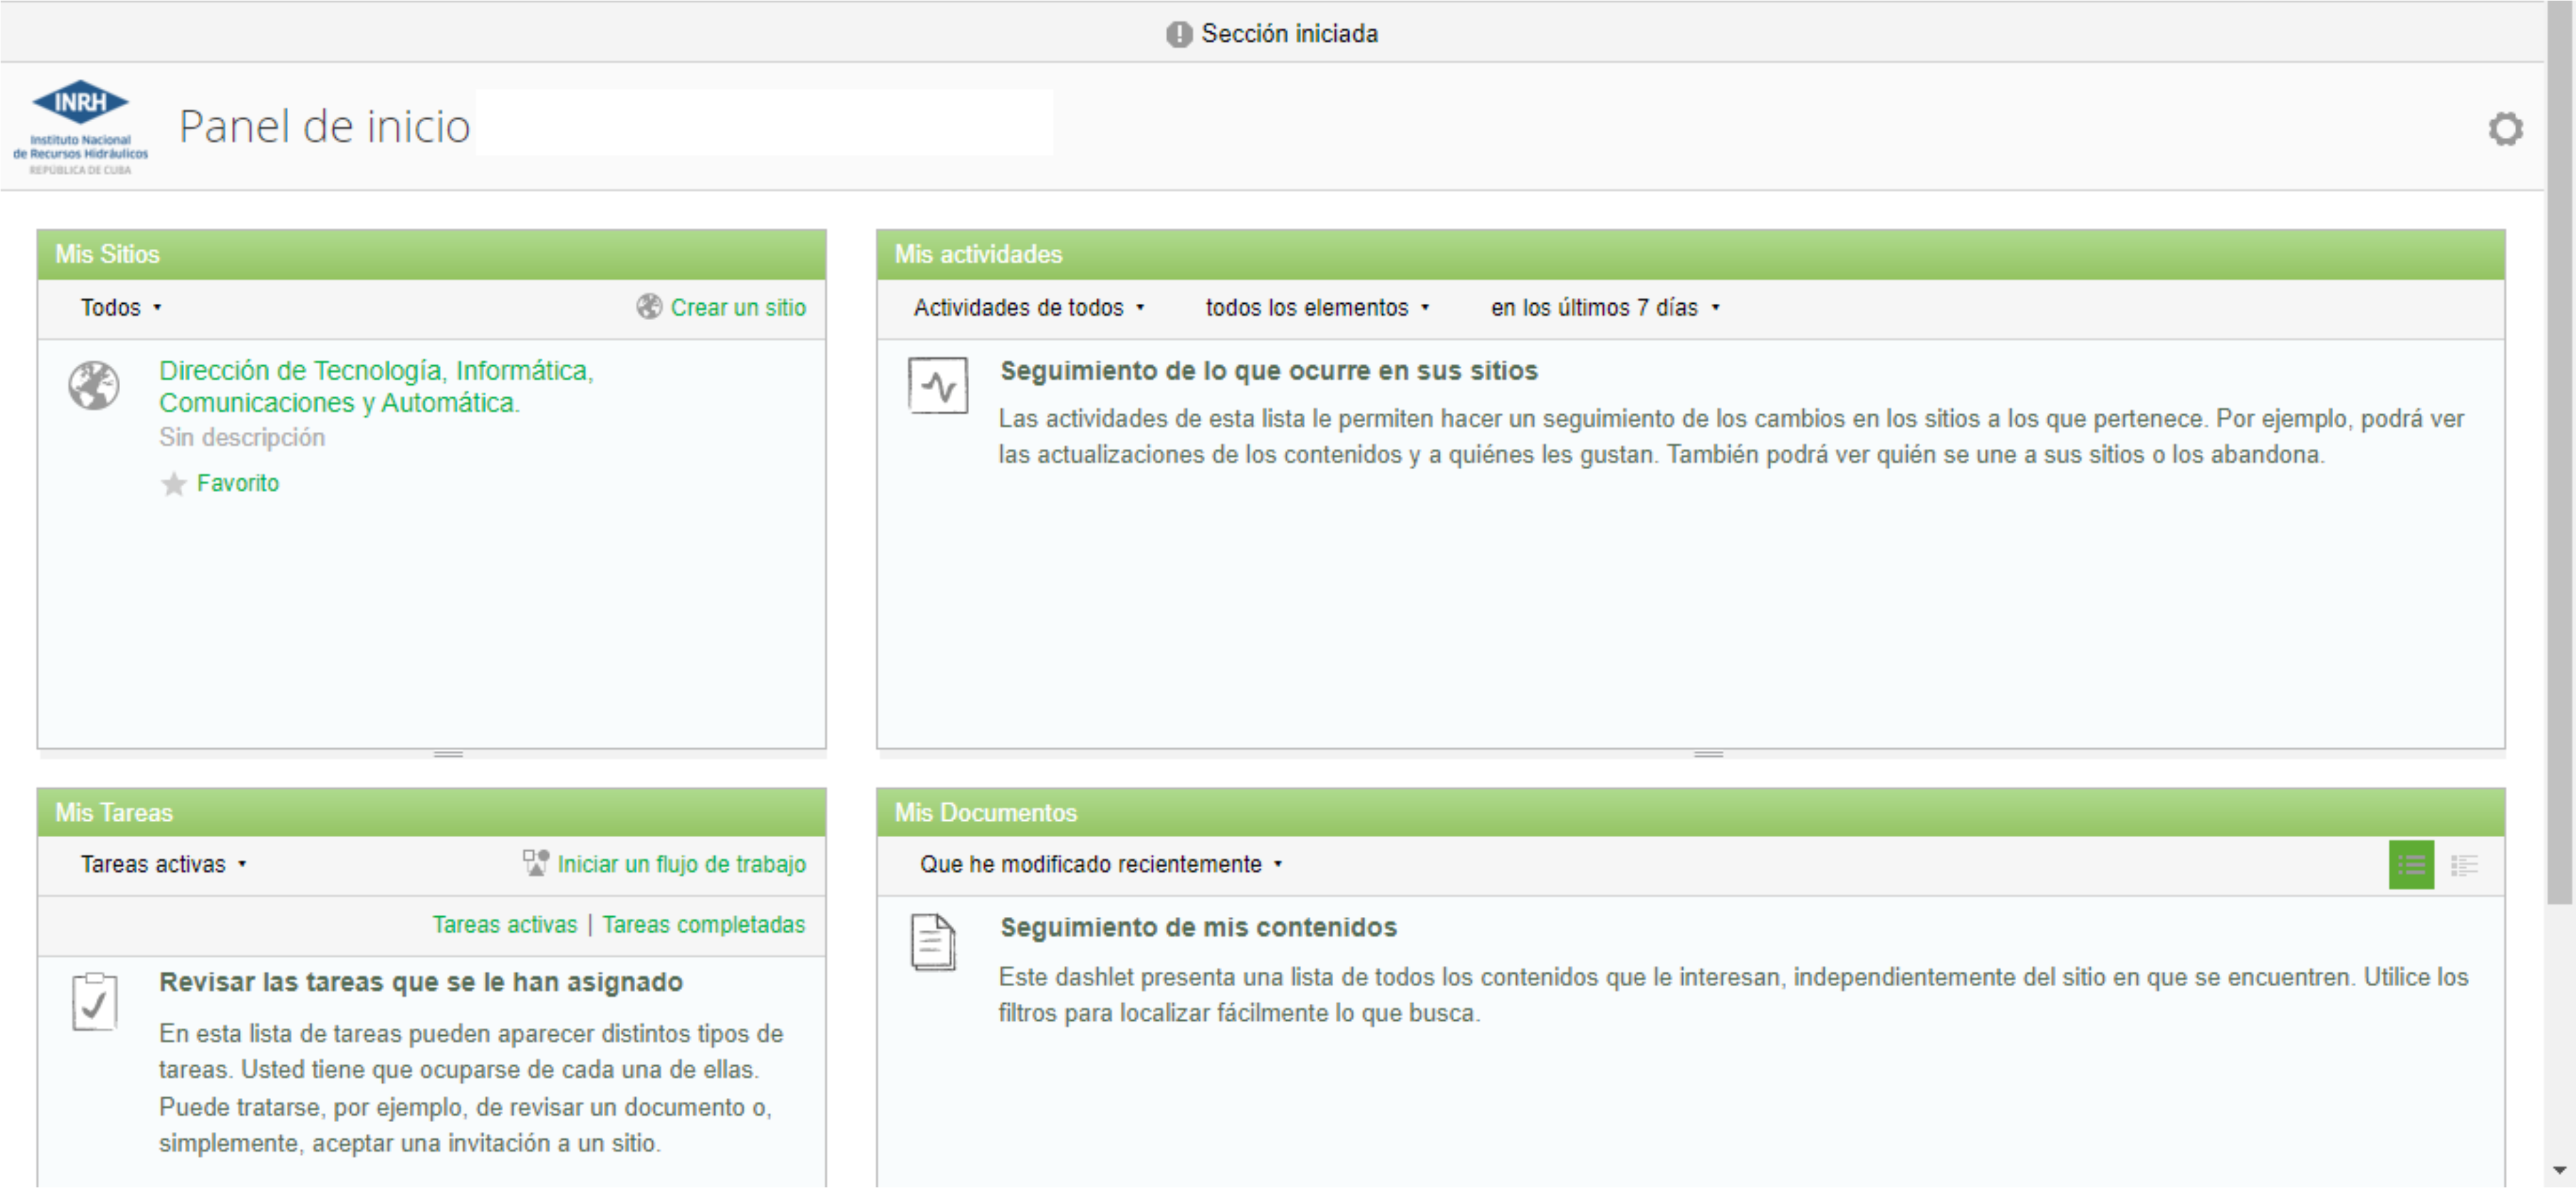 Sección iniciada
INRH
Instituto Nacional
de Recursos Hidráulicos
REPÚBLICA DE CUBA
Panel de inicio
Mis Sitios
Todos
Crear un sitio
Dirección de Tecnología, Informática,
Comunicaciones y Automática.
Sin descripción
Favorito
Mis actividades
Actividades de todos
todos los elementos
en los últimos 7 días
Seguimiento de lo que ocurre en sus sitios
Las actividades de esta lista le permiten hacer un seguimiento de los cambios en los sitios a los que pertenece. Por ejemplo, podrá ver
las actualizaciones de los contenidos y a quiénes les gustan. También podrá ver quién se une a sus sitios o los abandona.
Mis Tareas
Tareas activas
Iniciar un flujo de trabajo
Tareas activas | Tareas completadas
Revisar las tareas que se le han asignado
En esta lista de tareas pueden aparecer distintos tipos de
tareas. Usted tiene que ocuparse de cada una de ellas.
Puede tratarse, por ejemplo, de revisar un documento o,
simplemente, aceptar una invitación a un sitio.
Mis Documentos
Que he modificado recientemente
Seguimiento de mis contenidos
Este dashlet presenta una lista de todos los contenidos que le interesan, independientemente del sitio en que se encuentren. Utilice los
filtros para localizar fácilmente lo que busca.